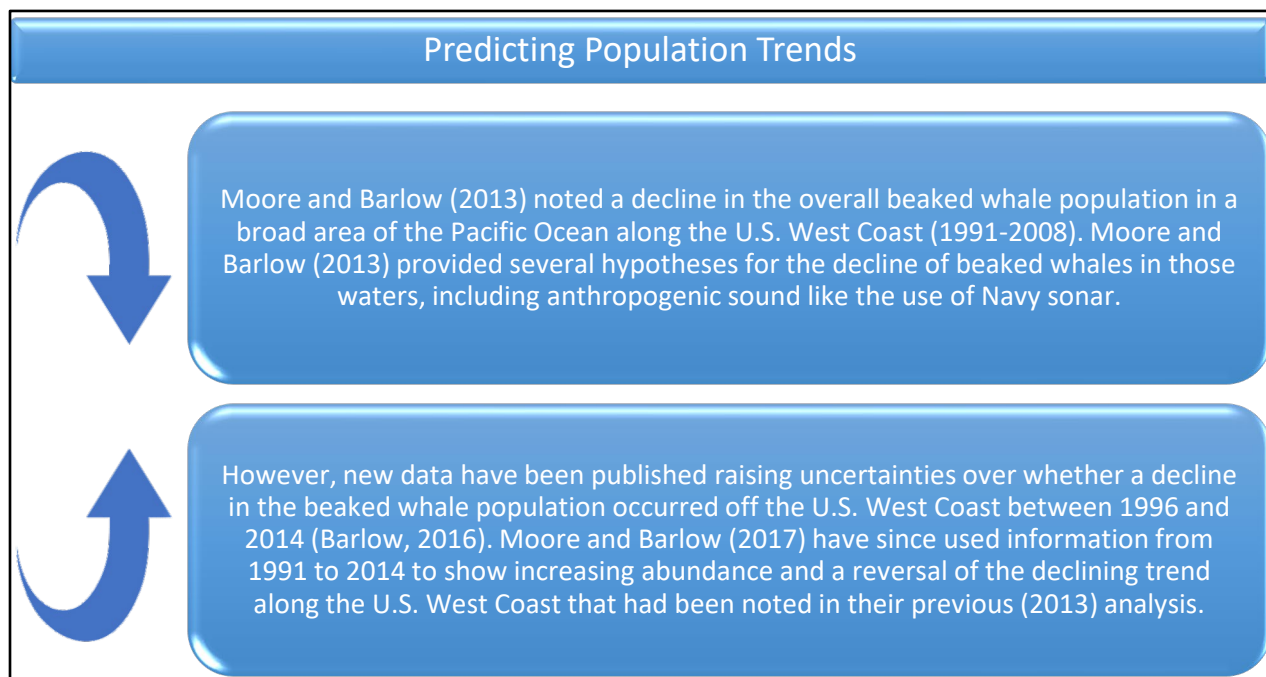 Predicting Population Trends
Moore and Barlow (2013) noted a decline in the overall beaked whale population in a
broad area of the Pacific Ocean along the U.S. West Coast (1991-2008). Moore and
Barlow (2013) provided several hypotheses for the decline of beaked whales in those
waters, including anthropogenic sound like the use of Navy sonar.
However, new data have been published raising uncertainties over whether a decline
in the beaked whale population occurred off the U.S. West Coast between 1996 and
2014 (Barlow, 2016). Moore and Barlow (2017) have since used information from
1991 to 2014 to show increasing abundance and a reversal of the declining trend
along the U.S. West Coast that had been noted in their previous (2013) analysis.